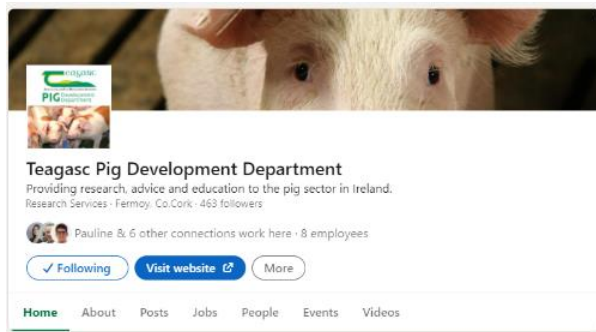 Teagasc
PIG Development
Department
Teagasc Pig Development Department
Providing research, advice and education to the pig sector in Ireland.
Research Services · Fermoy, Co.Cork · 463 followers
Pauline & 6 other connections work here · 8 employees
✓ Following
Visit website
More
Home
About
Posts
Jobs
People
Events
Videos